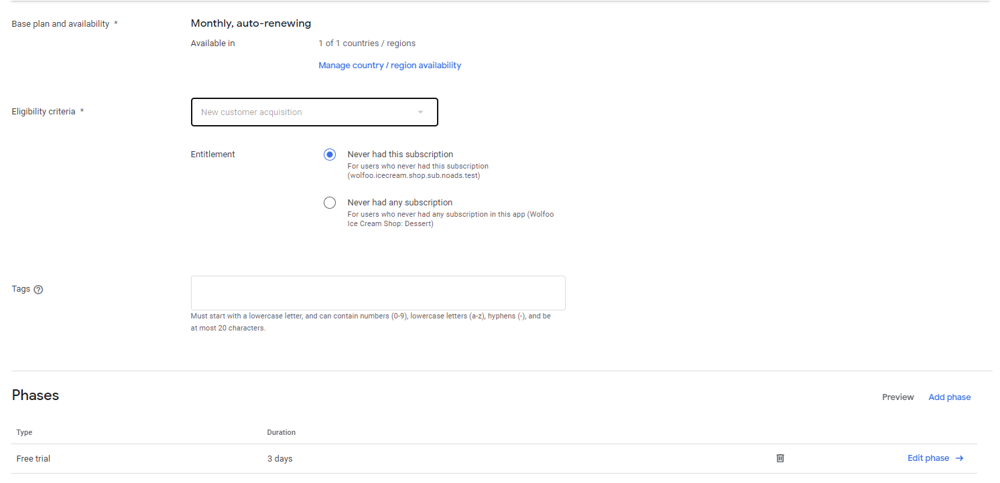 Base plan and availability *
Monthly, auto-renewing
Available in
1 of 1 countries / regions
Manage country / region availability
Eligibility criteria *
New customer acquisition
Entitlement
Never had this subscription
For users who never had this subscription
(wolfoo.icecream.shop.sub.noads.test)
Never had any subscription
For users who never had any subscription in this app (Wolfoo
Ice Cream Shop: Dessert)
Tags ?
Must start with a lowercase letter, and can contain numbers (0-9), lowercase letters (a-z), hyphens (-), and be
at most 20 characters.
Phases
Preview
Add phase
Type
Duration
Free trial
3 days
Edit phase →